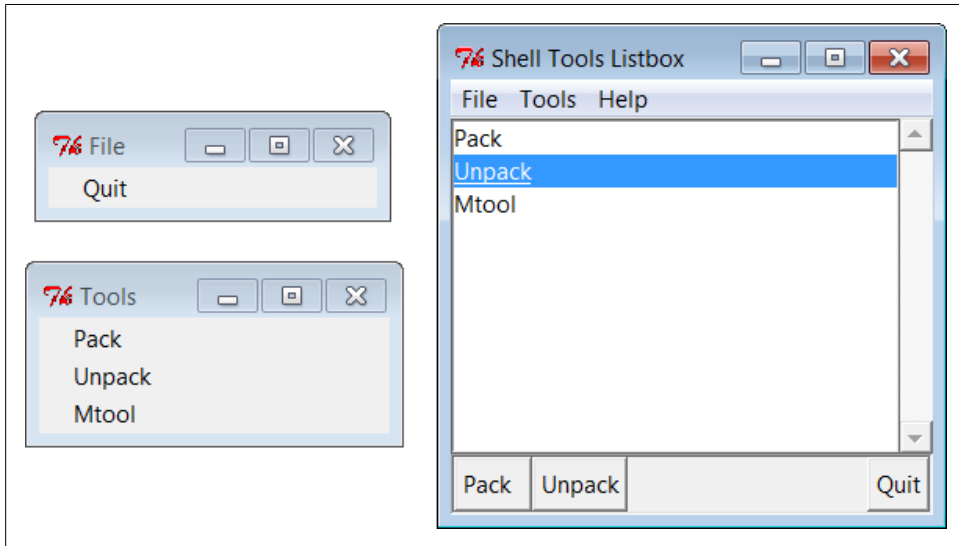 File
Quit
Tools
Pack
Unpack
Mtool
Shell Tools Listbox
File Tools Help
Pack
Unpack
Mtool
Pack Unpack Quit